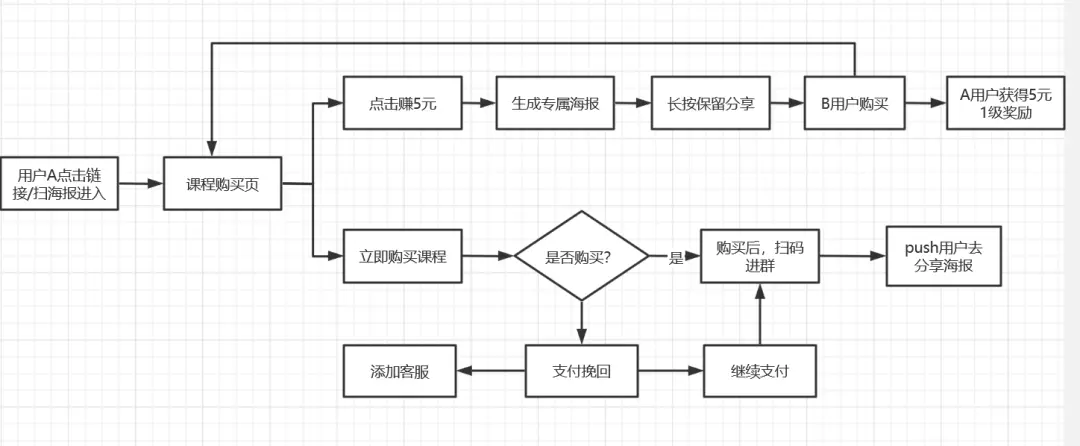 点击赚5元
生成专属海报
长按保留分享
B用户购买
A用户获得5元
1级奖励
用户A点击链
接/扫海报进入
课程购买页
立即购买课程
是否购买?
是
购买后，扫码
进群
push用户去
分享海报
添加客服
支付挽回
继续支付